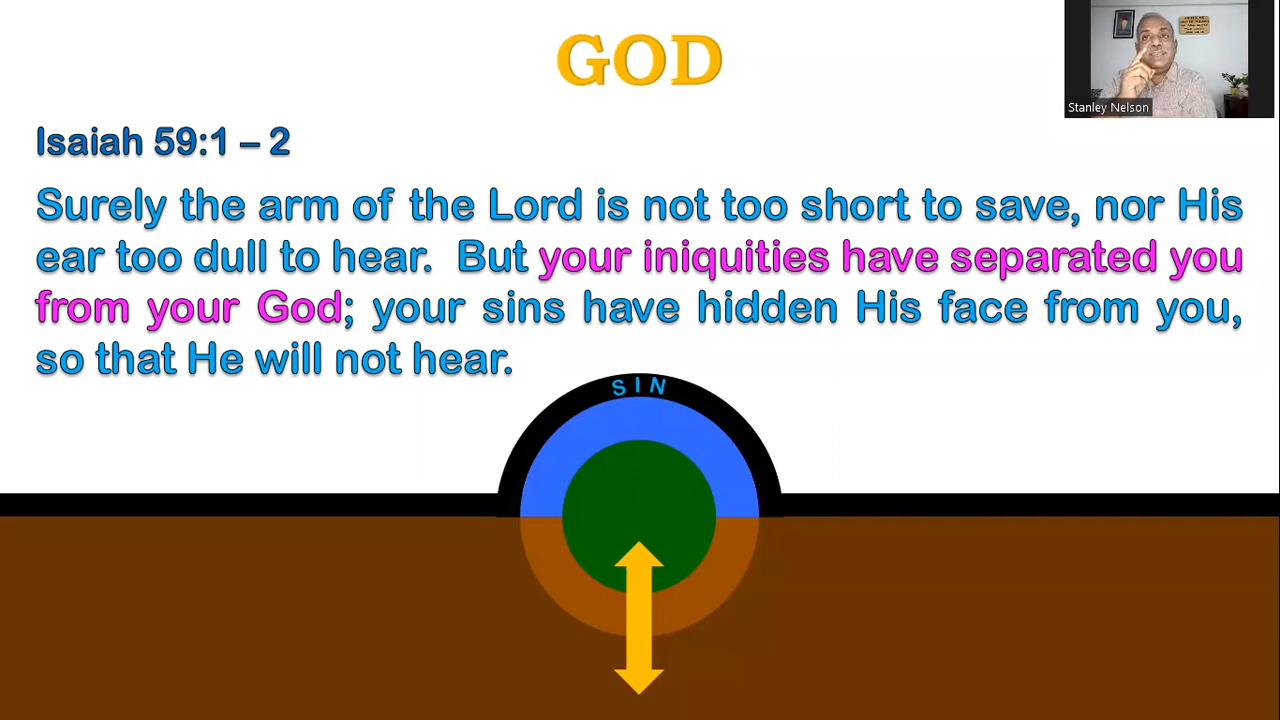 GOD
Stanley Nelson
Isaiah 59:1 – 2
Surely the arm of the Lord is not too short to save, nor His
ear too dull to hear. But your iniquities have separated you
from your God; your sins have hidden His face from you,
so that He will not hear.
SIN